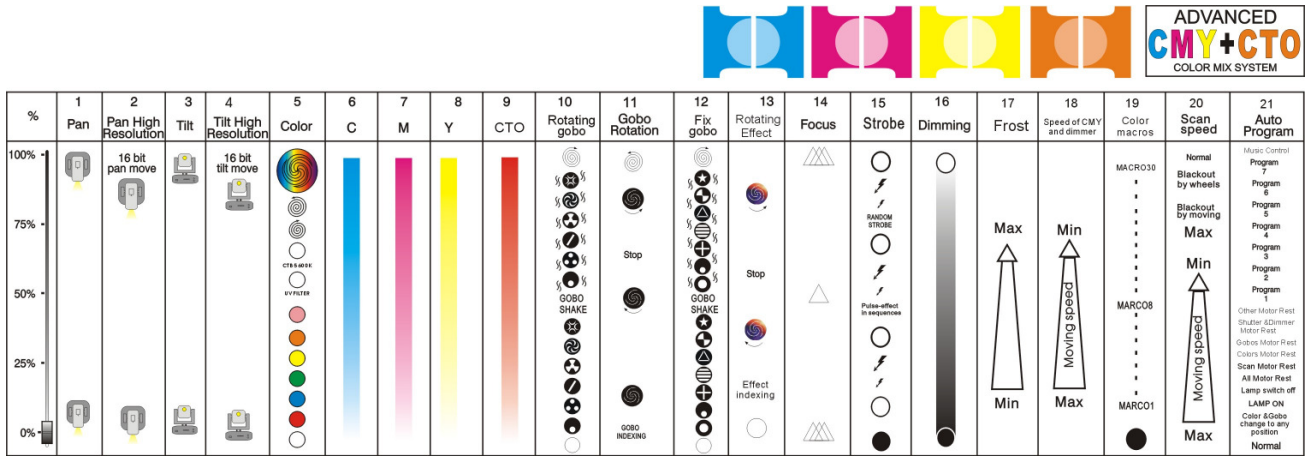 ADVANCED
CMY+CTO
COLOR MIX SYSTEM
%
1
Pan
2
Pan High
Resolution
3
Tilt
4
Tilt High
Resolution
5
Color
6
C
7
M
8
Y
9
CTO
10
Rotating
gobo
11
Gobo
Rotation
12
Fix
gobo
13
Rotating
Effect
14
Focus
15
Strobe
16
Dimming
17
Frost
18
Speed of CMY
and dimmer
19
Color
macros
20
Scan
speed
21
Auto
Program
100%
75%
50%
25%
0%
16 bit
pan move
16 bit
tilt move
CTB5600K
UV FILTER
GOBO
SHAKE
Stop
GOBO
INDEXING
GOBO
SHAKE
Stop
Effect
indexing
RANDOM
STROBE
Pulse-effect
in sequences
Max
Min
Min
Moving speed
Max
MACRO30
MARCO8
MARCO1
Normal
Blackout
by wheels
Blackout
by moving
Max
Min
Moving speed
Max
Music Control
Program
7
Program
6
Program
5
Program
4
Program
3
Program
2
Program
1
Other Motor Rest
Shutter &Dimmer
Motor Rest
Gobos Motor Rest
Colors Motor Rest
Scan Motor Rest
All Motor Rest
Lamp switch off
LAMP ON
Color &Gobo
change to any
position
Normal